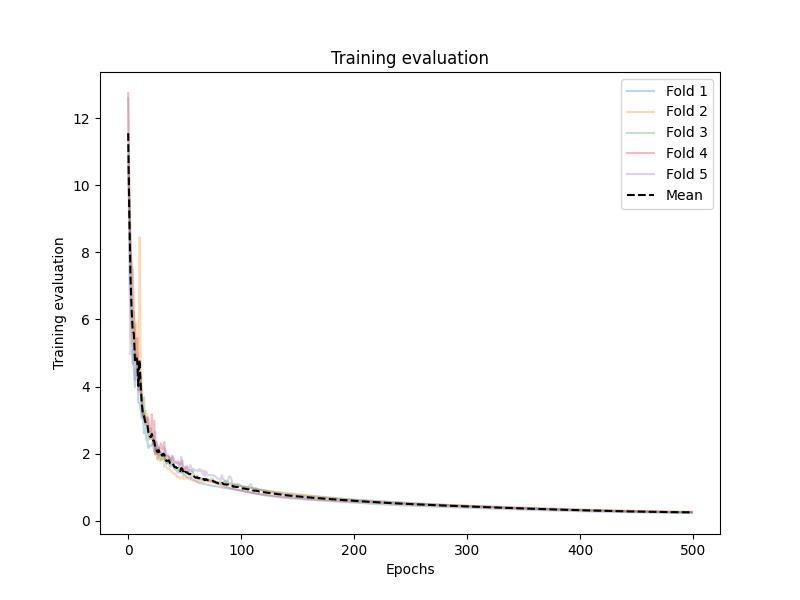 Training evaluation
Fold 1
Fold 2
Fold 3
Fold 4
Fold 5
Mean
Training evaluation
12
10
8
6
4
2
0
0 100 200 300 400 500
Epochs